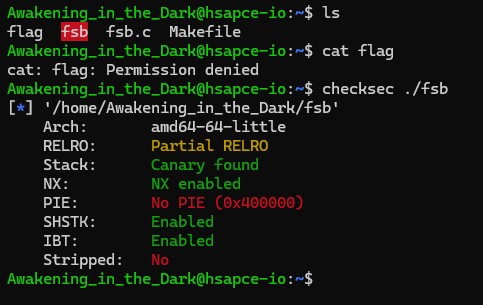 Awakening_in_the_Dark@hsapce-io:~$ ls
flag fsb fsb.c Makefile
Awakening_in_the_Dark@hsapce-io:~$ cat flag
cat: flag: Permission denied
Awakening_in_the_Dark@hsapce-io:~$ checksec ./fsb
[*] '/home/Awakening_in_the_Dark/fsb'
    Arch:       amd64-64-little
    RELRO:      Partial RELRO
    Stack:      Canary found
    NX:         NX enabled
    PIE:        No PIE (0x400000)
    SHSTK:      Enabled
    IBT:        Enabled
    Stripped:   No
Awakening_in_the_Dark@hsapce-io:~$